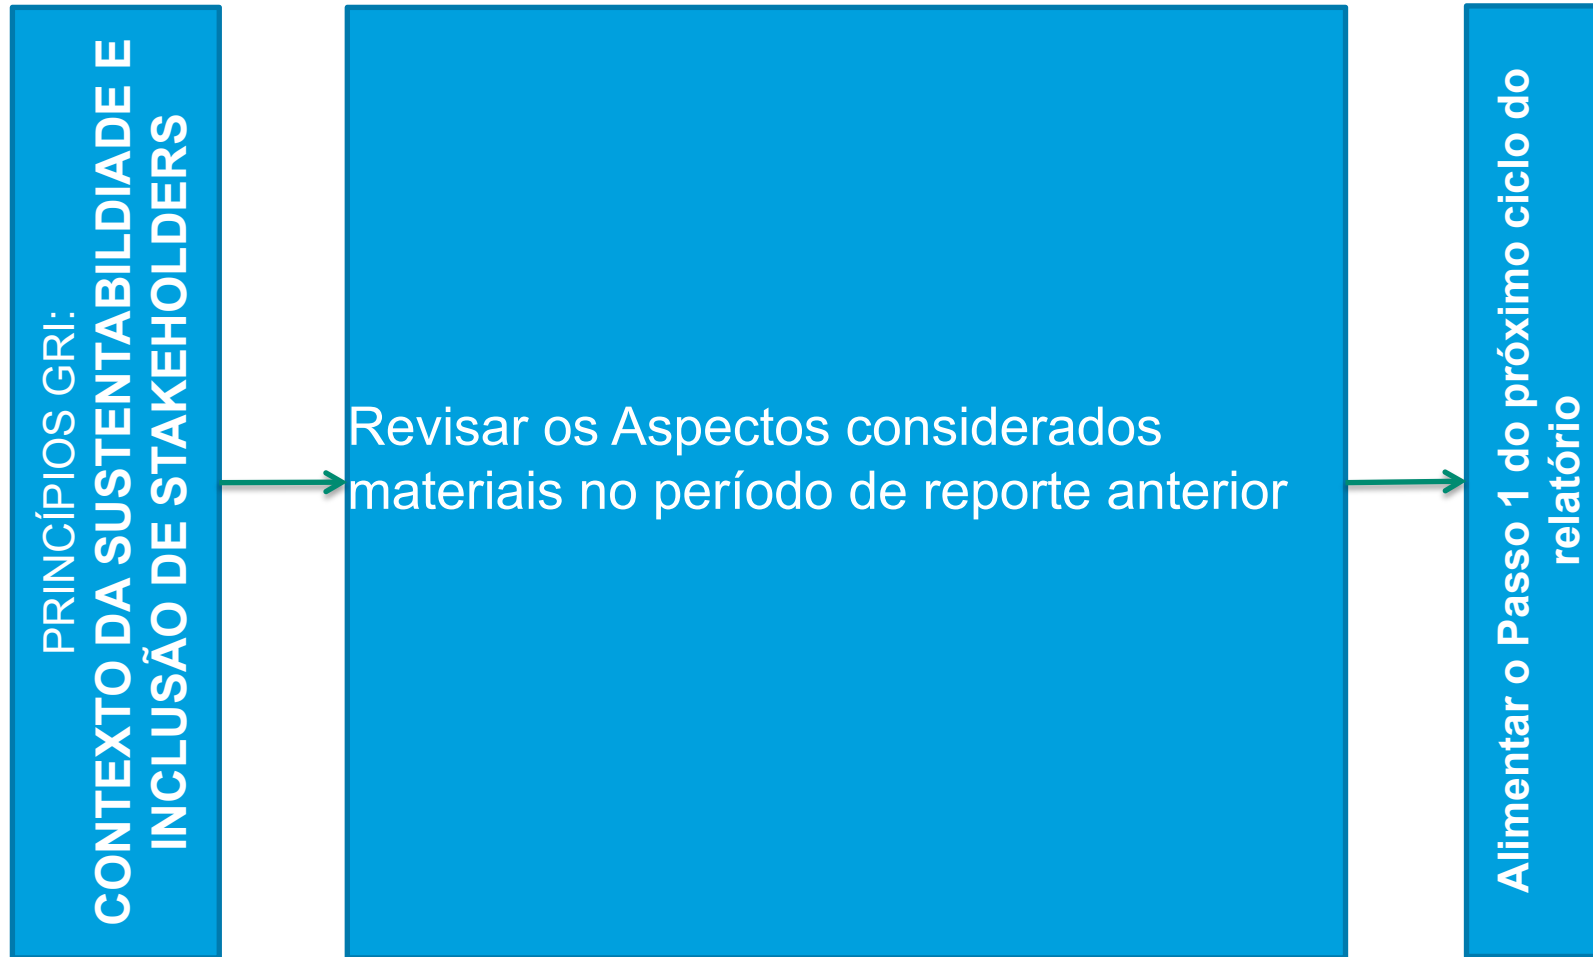 PRINCÍPIOS GRI:
CONTEXTO DA SUSTENTABILDIADE E
INCLUSÃO DE STAKEHOLDERS
Revisar os Aspectos considerados
materiais no período de reporte anterior
Alimentar o Passo 1 do próximo ciclo do
relatório